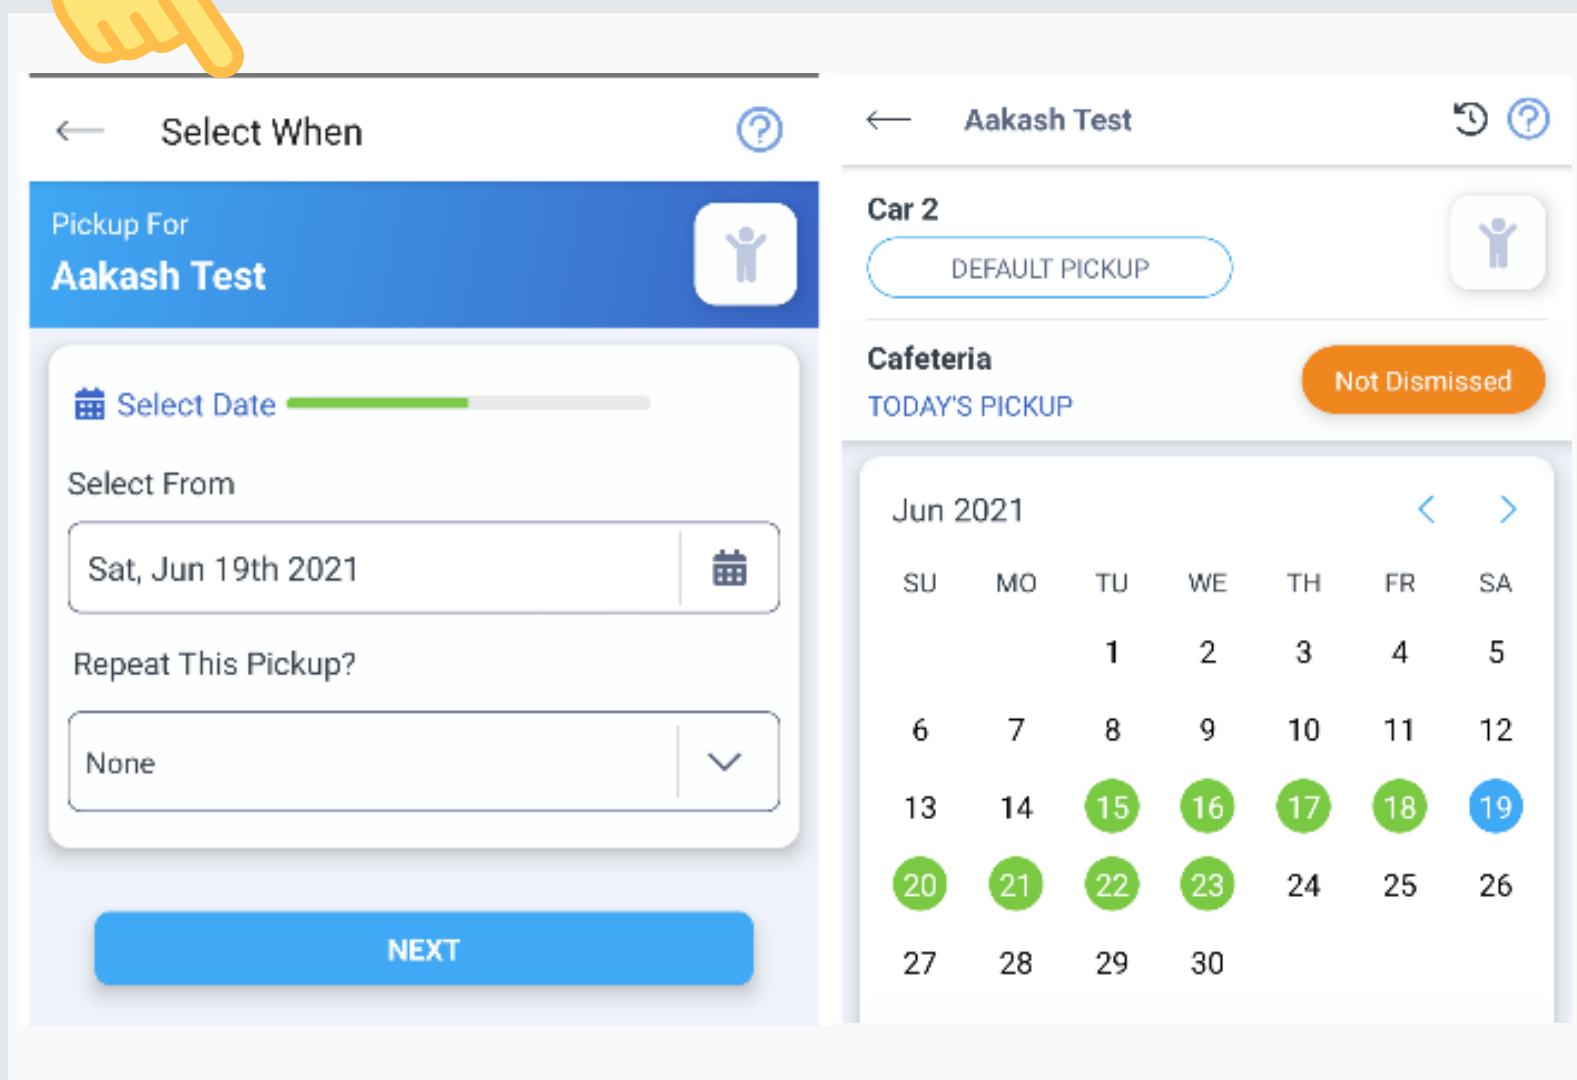 Select When
Pickup For
Aakash Test
Select Date
Select From
Sat, Jun 19th 2021
Repeat This Pickup?
None
NEXT
Aakash Test
Car 2
DEFAULT PICKUP
Cafeteria
TODAY'S PICKUP
Not Dismissed
Jun 2021
SU MO TU WE TH FR SA
1 2 3 4 5
6 7 8 9 10 11 12
13 14 15 16 17 18 19
20 21 22 23 24 25 26
27 28 29 30